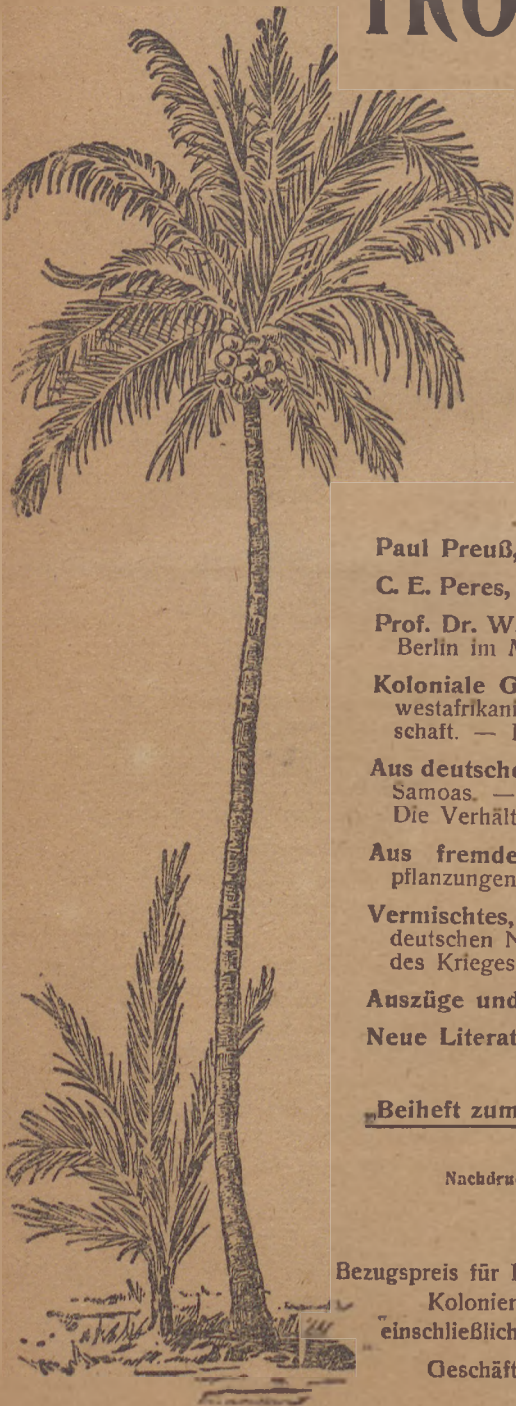 TRO
Paul Preuß,
C. E. Peres,
Prof. Dr. W.
Berlin im
Koloniale G
westafrikani
schaft. —
Aus deutsche
Samoas. —
Die Verhält
Aus fremde
pflanzungen
Vermischtes,
deutschen N
des Krieges
Auszüge und
Neue Literat
„Beiheft zum
Nachdru
Bezugspreis für
Kolonien
einschließlich
Geschäft